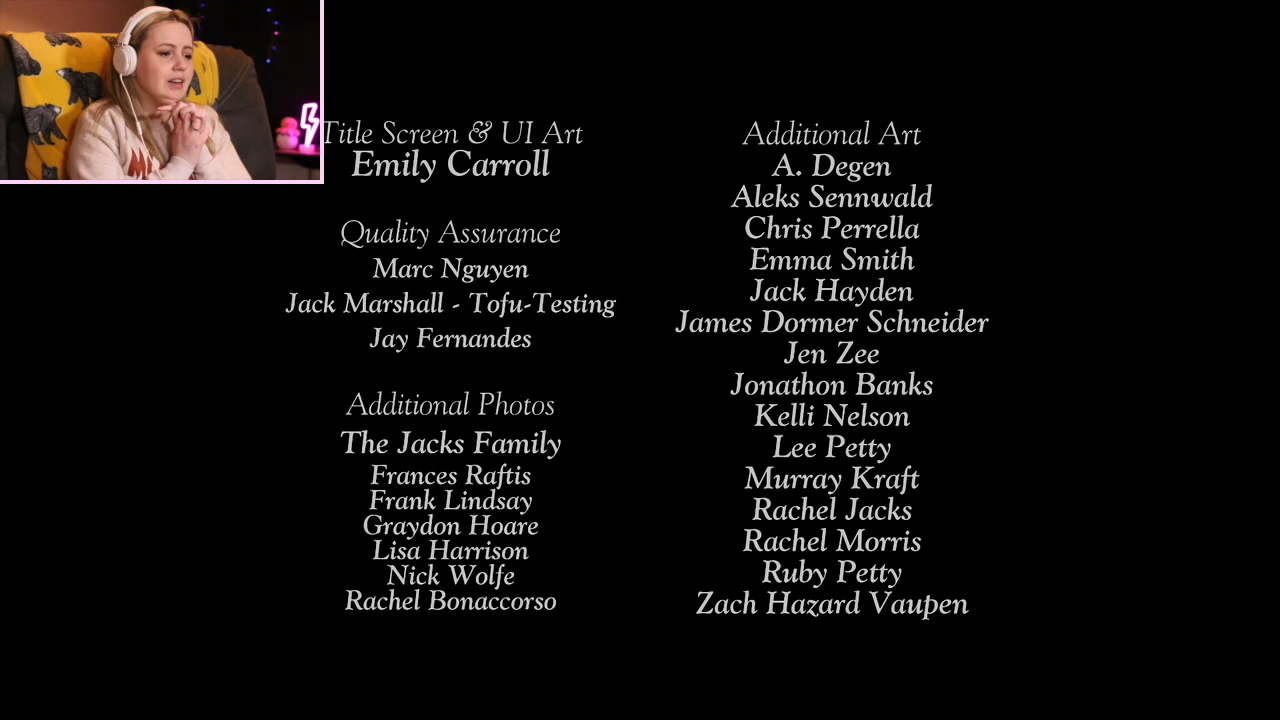 Title Screen & UI Art
Emily Carroll
Quality Assurance
Marc Nguyen
Jack Marshall - Tofu-Testing
Jay Fernandes
Additional Photos
The Jacks Family
Frances Raftis
Frank Lindsay
Graydon Hoare
Lisa Harrison
Nick Wolfe
Rachel Bonaccorso
Additional Art
A. Degen
Aleks Sennwald
Chris Perrella
Emma Smith
Jack Hayden
James Dormer Schneider
Jen Zee
Jonathon Banks
Kelli Nelson
Lee Petty
Murray Kraft
Rachel Jacks
Rachel Morris
Ruby Petty
Zach Hazard Vaupen